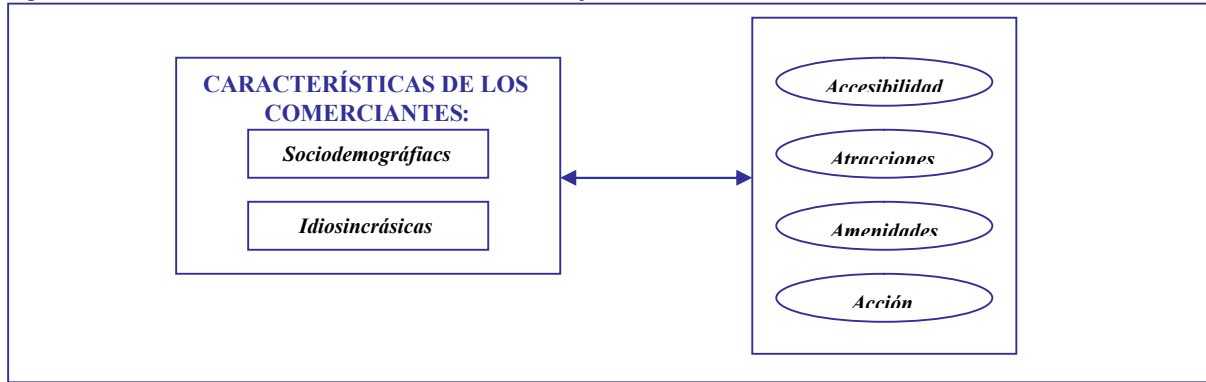 CARACTERÍSTICAS DE LOS
COMERCIANTES:
Sociodemográfiacs
Idiosincrásicas
Accesibilidad
Atracciones
Amenidades
Acción